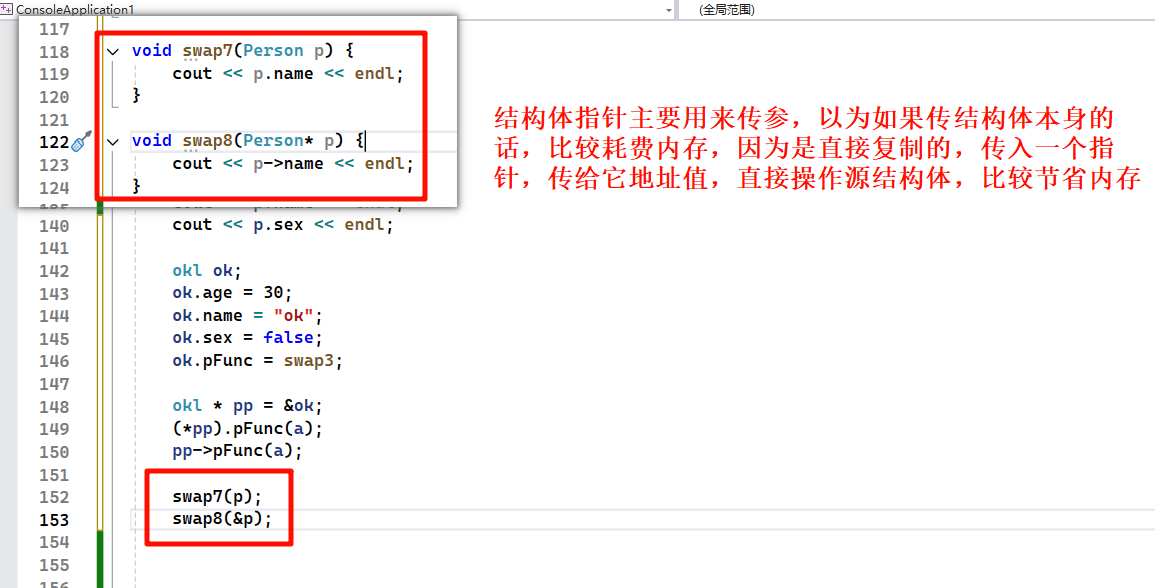 ConsoleApplication1
(全局范围)
117
118 void swap7(Person p) {
119 cout << p.name << endl;
120 }
121
122 void swap8(Person* p) {
123 cout << p->name << endl;
124 }
结构体指针主要用来传参，以为如果传结构体本身的
话，比较耗费内存，因为是直接复制的，传入一个指
针，传给它地址值，直接操作源结构体，比较节省内存
140 cout << p.sex << endl;
141
142 okl ok;
143 ok.age = 30;
144 ok.name = "ok";
145 ok.sex = false;
146 ok.pFunc = swap3;
147
148 okl * pp = &ok;
149 (*pp).pFunc(a);
150 pp->pFunc(a);
151
152 swap7(p);
153 swap8(&p);
154
155